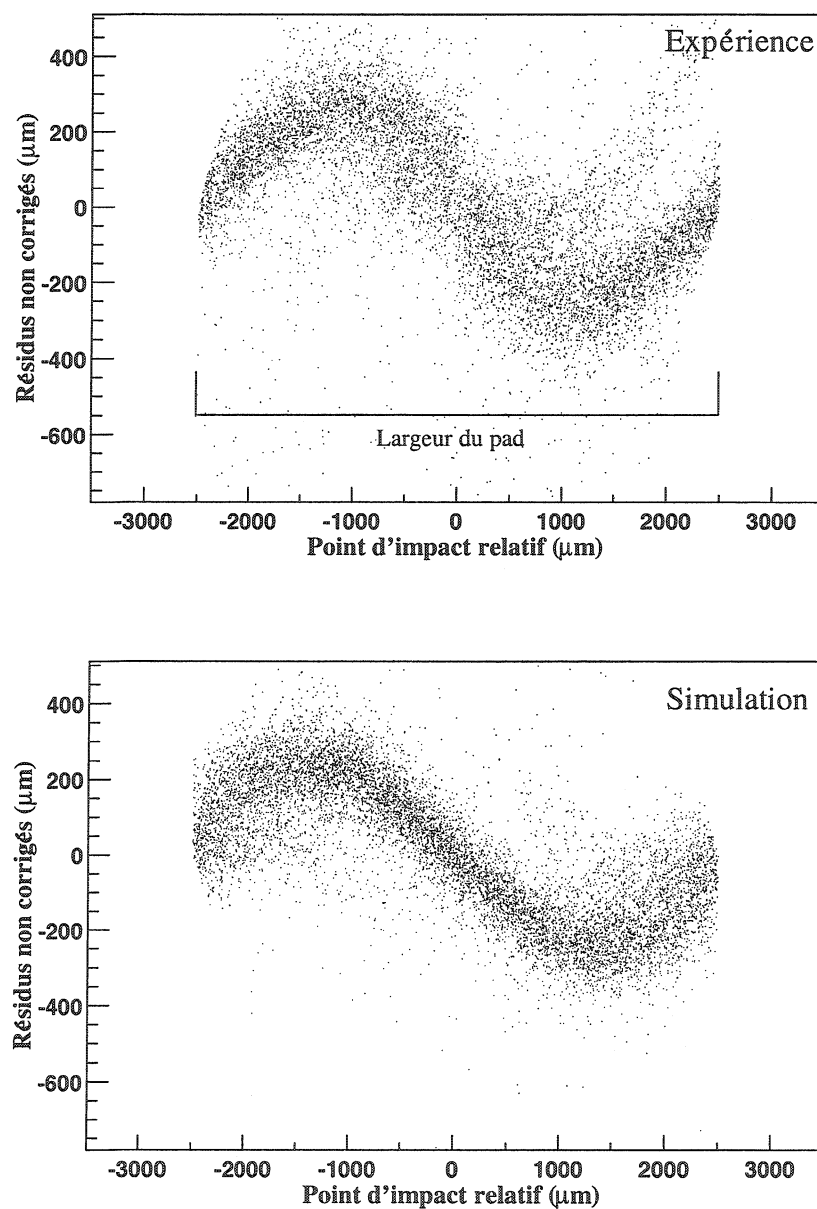 Expérience
400
200
0
-200
-400
-600
Résidus non corrigés (μm)
Largeur du pad
-3000 -2000 -1000 0 1000 2000 3000
Point d'impact relatif (μm)
Simulation
400
200
0
-200
-400
-600
Résidus non corrigés (μm)
-3000 -2000 -1000 0 1000 2000 3000
Point d'impact relatif (μm)